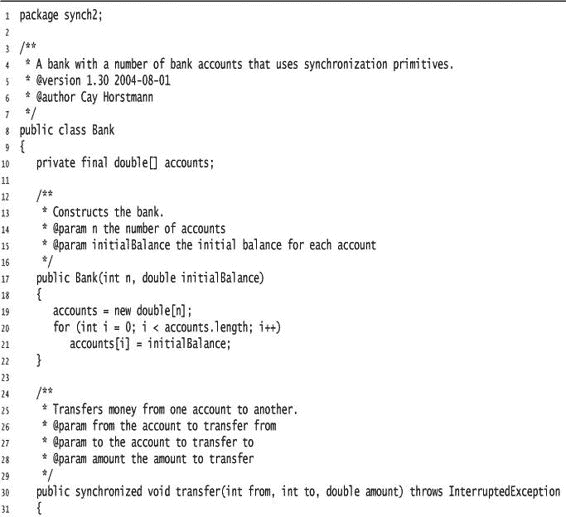 1 package synch2;
2
3 /**
4  * A bank with a number of bank accounts that uses synchronization primitives.
5  * @version 1.30 2004-08-01
6  * @author Cay Horstmann
7  */
8 public class Bank
9 {
10    private final double[] accounts;
11
12    /**
13     * Constructs the bank.
14     * @param n the number of accounts
15     * @param initialBalance the initial balance for each account
16     */
17    public Bank(int n, double initialBalance)
18    {
19       accounts = new double[n];
20       for (int i = 0; i < accounts.length; i++)
21          accounts[i] = initialBalance;
22    }
23
24    /**
25     * Transfers money from one account to another.
26     * @param from the account to transfer from
27     * @param to the account to transfer to
28     * @param amount the amount to transfer
29     */
30    public synchronized void transfer(int from, int to, double amount) throws InterruptedException
31    {